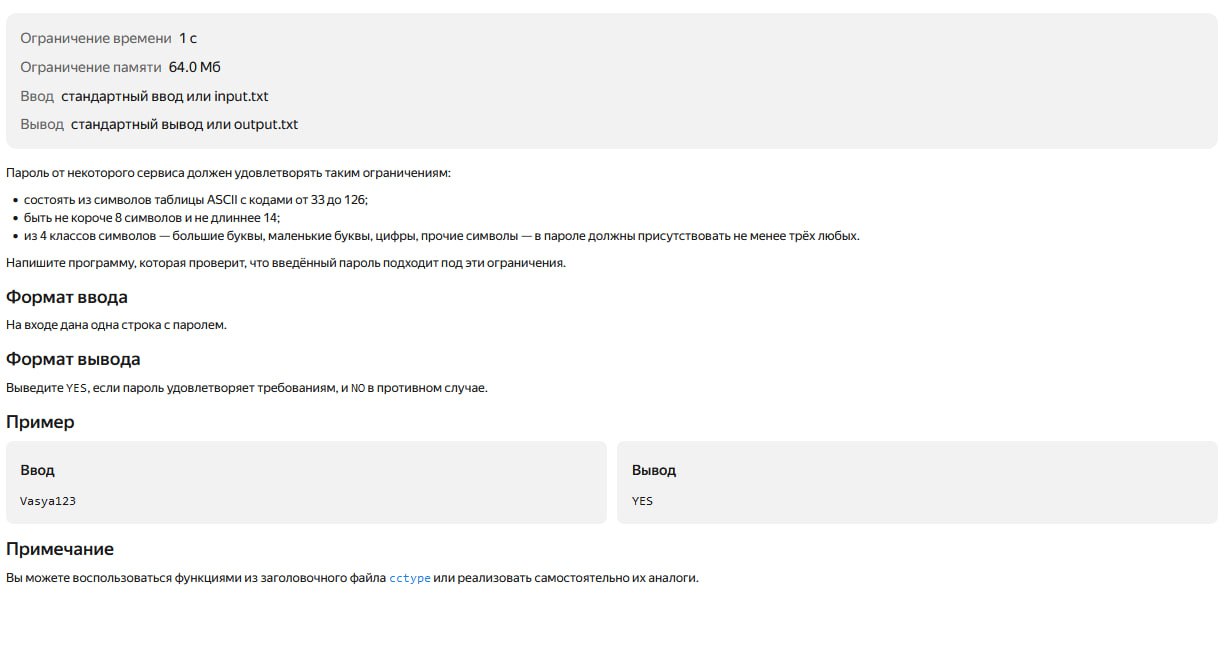 Ограничение времени 1 с
Ограничение памяти 64.0 Мб
Ввод стандартный ввод или input.txt
Вывод стандартный вывод или output.txt
Пароль от некоторого сервиса должен удовлетворять таким ограничениям:
• состоять из символов таблицы ASCII с кодами от 33 до 126;
• быть не короче 8 символов и не длиннее 14;
• из 4 классов символов — большие буквы, маленькие буквы, цифры, прочие символы — в пароле должны присутствовать не менее трёх любых.
Напишите программу, которая проверит, что введённый пароль подходит под эти ограничения.
Формат ввода
На входе дана одна строка с паролем.
Формат вывода
Выведите YES, если пароль удовлетворяет требованиям, и NO в противном случае.
Пример
Ввод
Vasya123
Вывод
YES
Примечание
Вы можете воспользоваться функциями из заголовочного файла cctype или реализовать самостоятельно их аналоги.